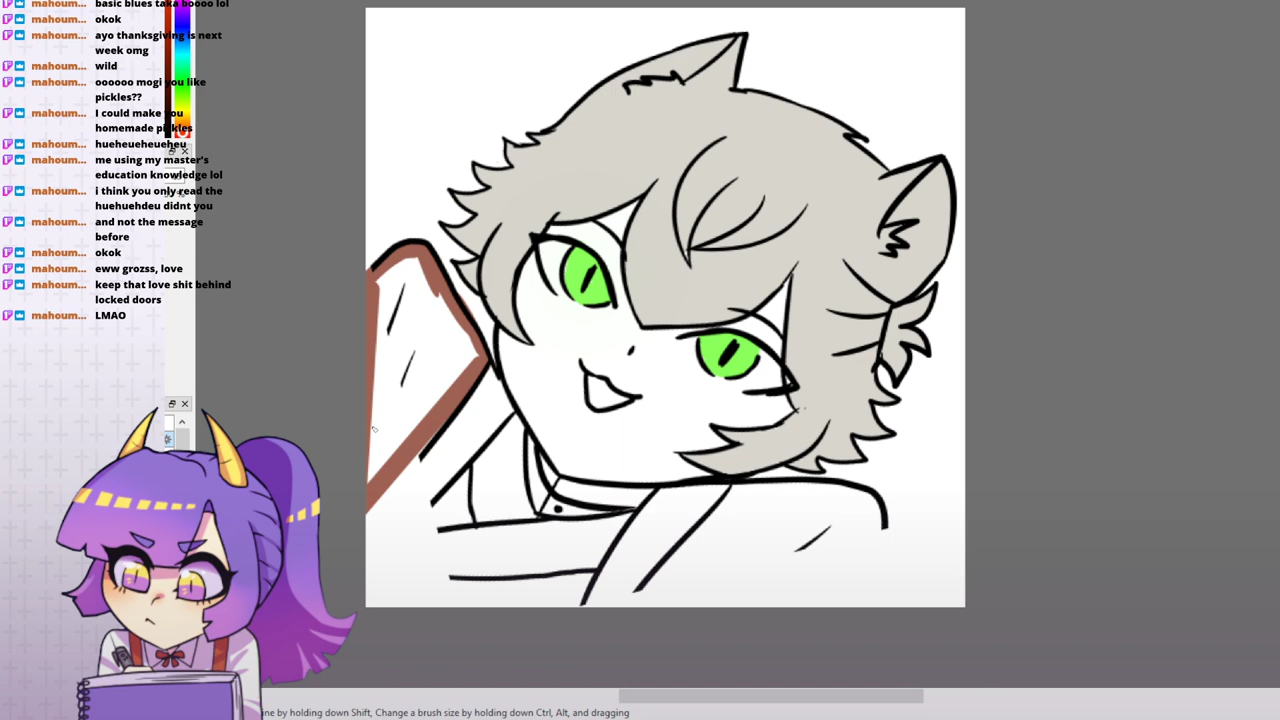 mahoum... basic blues taka boooo lol
mahoum... okok
mahoum... ayo thanksgiving is next
week omg
mahoum... wild
mahoum... oooooo mogi you like
pickles??
mahoum... I could make you
homemade pickles
mahoum... hueheueheueheu
mahoum... me using my master's
education knowledge lol
mahoum... i think you only read the
huehuehdeu didnt you
mahoum... and not the message
before
mahoum... okok
mahoum... eww grozss, love
mahoum... keep that love shit behind
locked doors
mahoum... LMAO
ine by holding down Shift, Change a brush size by holding down Ctrl, Alt, and dragging